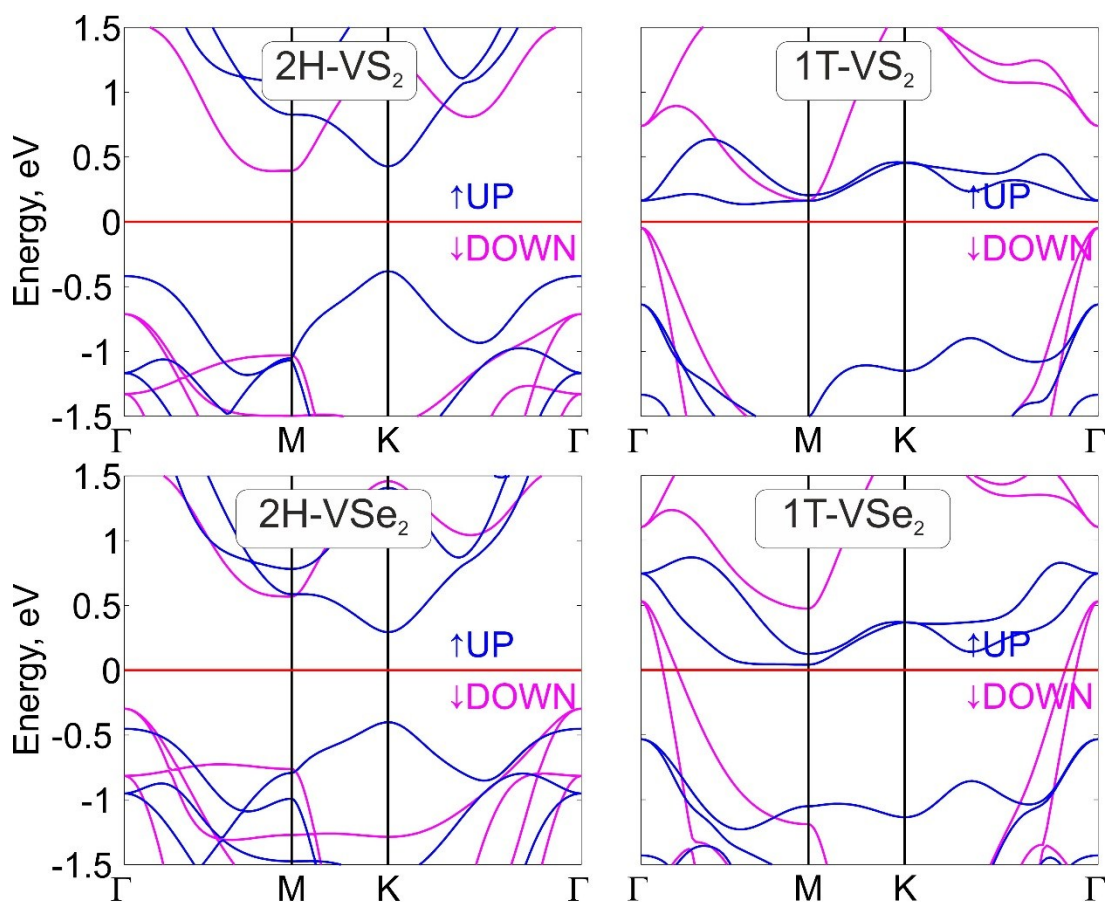 2H-VS₂
1T-VS₂
Energy, eV
1.5
1
0.5
0
-0.5
-1
-1.5
↑UP
↓DOWN
↑UP
↓DOWN
Γ M K Γ
Γ M K Γ
2H-VSe₂
1T-VSe₂
Energy, eV
1.5
1
0.5
0
-0.5
-1
-1.5
↑UP
↓DOWN
↑UP
↓DOWN
Γ M K Γ
Γ M K Γ